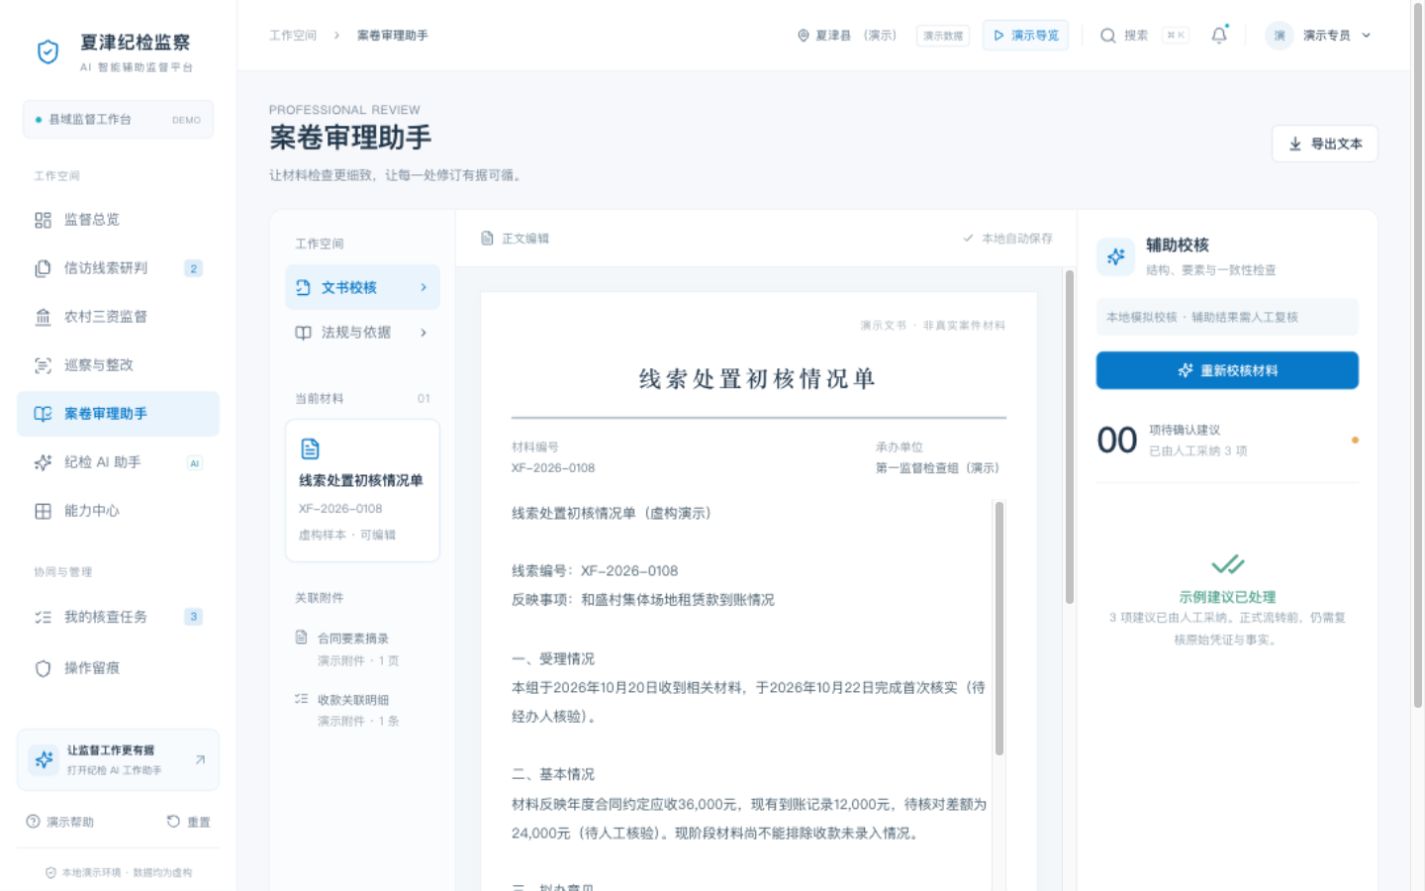 夏津纪检监察
AI 智能辅助监督平台
县域监督工作台 DEMO
工作空间
监督总览
信访线索研判 2
农村三资监督
巡察与整改
案卷审理助手
纪检 AI 助手 AI
能力中心
协同与管理
我的核查任务 3
操作留痕
让监督工作更有据
打开纪检 AI 工作助手
演示帮助 重置
本地演示环境 · 数据均为虚构
工作空间 > 案卷审理助手
夏津县 (演示) 演示数据 演示导览 搜索 ⌘ K 演 演示专员
PROFESSIONAL REVIEW
案卷审理助手
让材料检查更细致，让每一处修订有据可循。
导出文本
工作空间
文书校核
法规与依据
当前材料 01
线索处置初核情况单
XF-2026-0108
虚构样本 · 可编辑
关联附件
合同要素摘录
演示附件 · 1 页
收款关联明细
演示附件 · 1 条
正文编辑 本地自动保存
演示文书 · 非真实案件材料
线索处置初核情况单
材料编号 承办单位
XF-2026-0108 第一监督检查组（演示）
线索处置初核情况单（虚构演示）
线索编号：XF-2026-0108
反映事项：和盛村集体场地租赁款到账情况
一、受理情况
本组于2026年10月20日收到相关材料，于2026年10月22日完成首次核实（待
经办人核验）。
二、基本情况
材料反映年度合同约定应收36,000元，现有到账记录12,000元，待核对差额为
24,000元（待人工核验）。现阶段材料尚不能排除收款未录入情况。
三、拟办意见
辅助校核
结构、要素与一致性检查
本地模拟校核 · 辅助结果需人工复核
重新校核材料
00 项待确认建议
已由人工采纳 3 项
示例建议已处理
3 项建议已由人工采纳。正式流转前，仍需复
核原始凭证与事实。